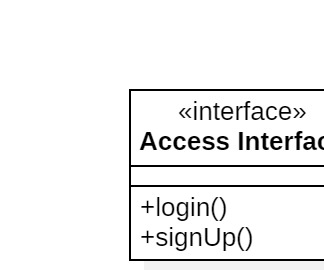 «interface»
Access Interfac
+login()
+signUp()